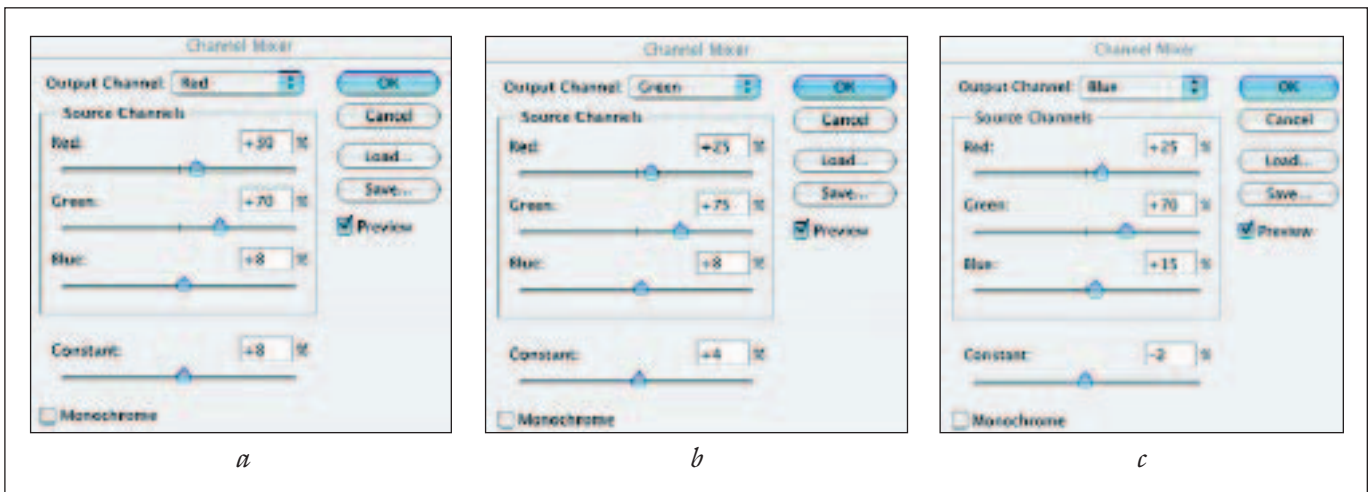 Channel Mixer
Output Channel: Red
OK
Source Channels
Cancel
Red: +30 %
Load...
Green: +70 %
Save...
Preview
Blue: +8 %
Constant: +8 %
Monochrome
a
Channel Mixer
Output Channel: Green
OK
Source Channels
Cancel
Red: +25 %
Load...
Green: +75 %
Save...
Preview
Blue: +8 %
Constant: +4 %
Monochrome
b
Channel Mixer
Output Channel: Blue
OK
Source Channels
Cancel
Red: +25 %
Load...
Green: +70 %
Save...
Preview
Blue: +15 %
Constant: -2 %
Monochrome
c